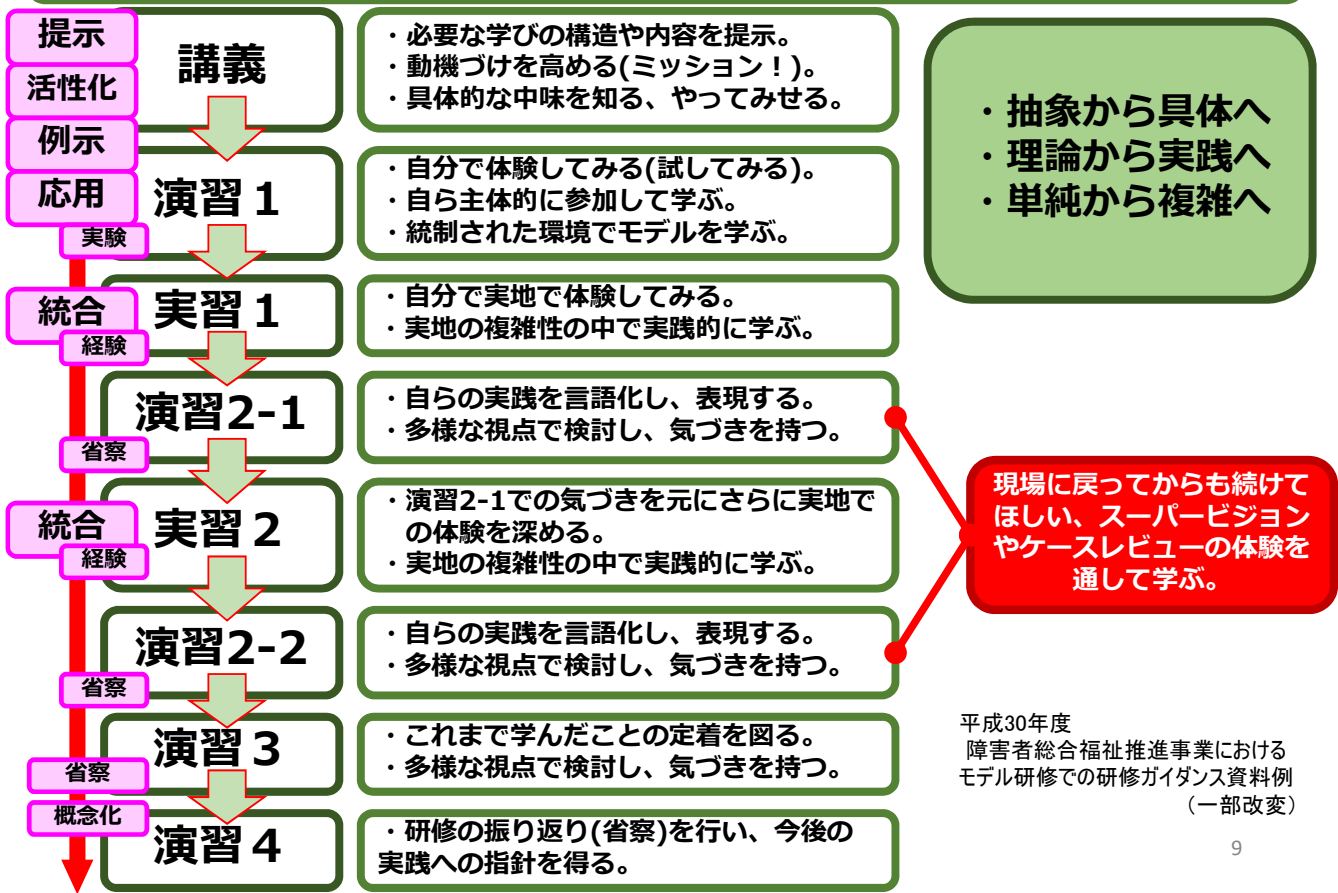 提示
活性化
例示
応用
実験
講義
・必要な学びの構造や内容を提示。
・動機づけを高める(ミッション！)。
・具体的な中味を知る、やってみせる。
・抽象から具体へ
・理論から実践へ
・単純から複雑へ
演習１
・自分で体験してみる(試してみる)。
・自ら主体的に参加して学ぶ。
・統制された環境でモデルを学ぶ。
統合
経験
実習１
・自分で実地で体験してみる。
・実地の複雑性の中で実践的に学ぶ。
演習2-1
・自らの実践を言語化し、表現する。
・多様な視点で検討し、気づきを持つ。
省察
現場に戻ってからも続けて
ほしい、スーパービジョン
やケースレビューの体験を
通して学ぶ。
統合
経験
実習２
・演習2-1での気づきを元にさらに実地で
の体験を深める。
・実地の複雑性の中で実践的に学ぶ。
演習2-2
・自らの実践を言語化し、表現する。
・多様な視点で検討し、気づきを持つ。
省察
演習３
・これまで学んだことの定着を図る。
・多様な視点で検討し、気づきを持つ。
省察
概念化
演習４
・研修の振り返り(省察)を行い、今後の
実践への指針を得る。
平成30年度
障害者総合福祉推進事業における
モデル研修での研修ガイダンス資料例
（一部改変）
9